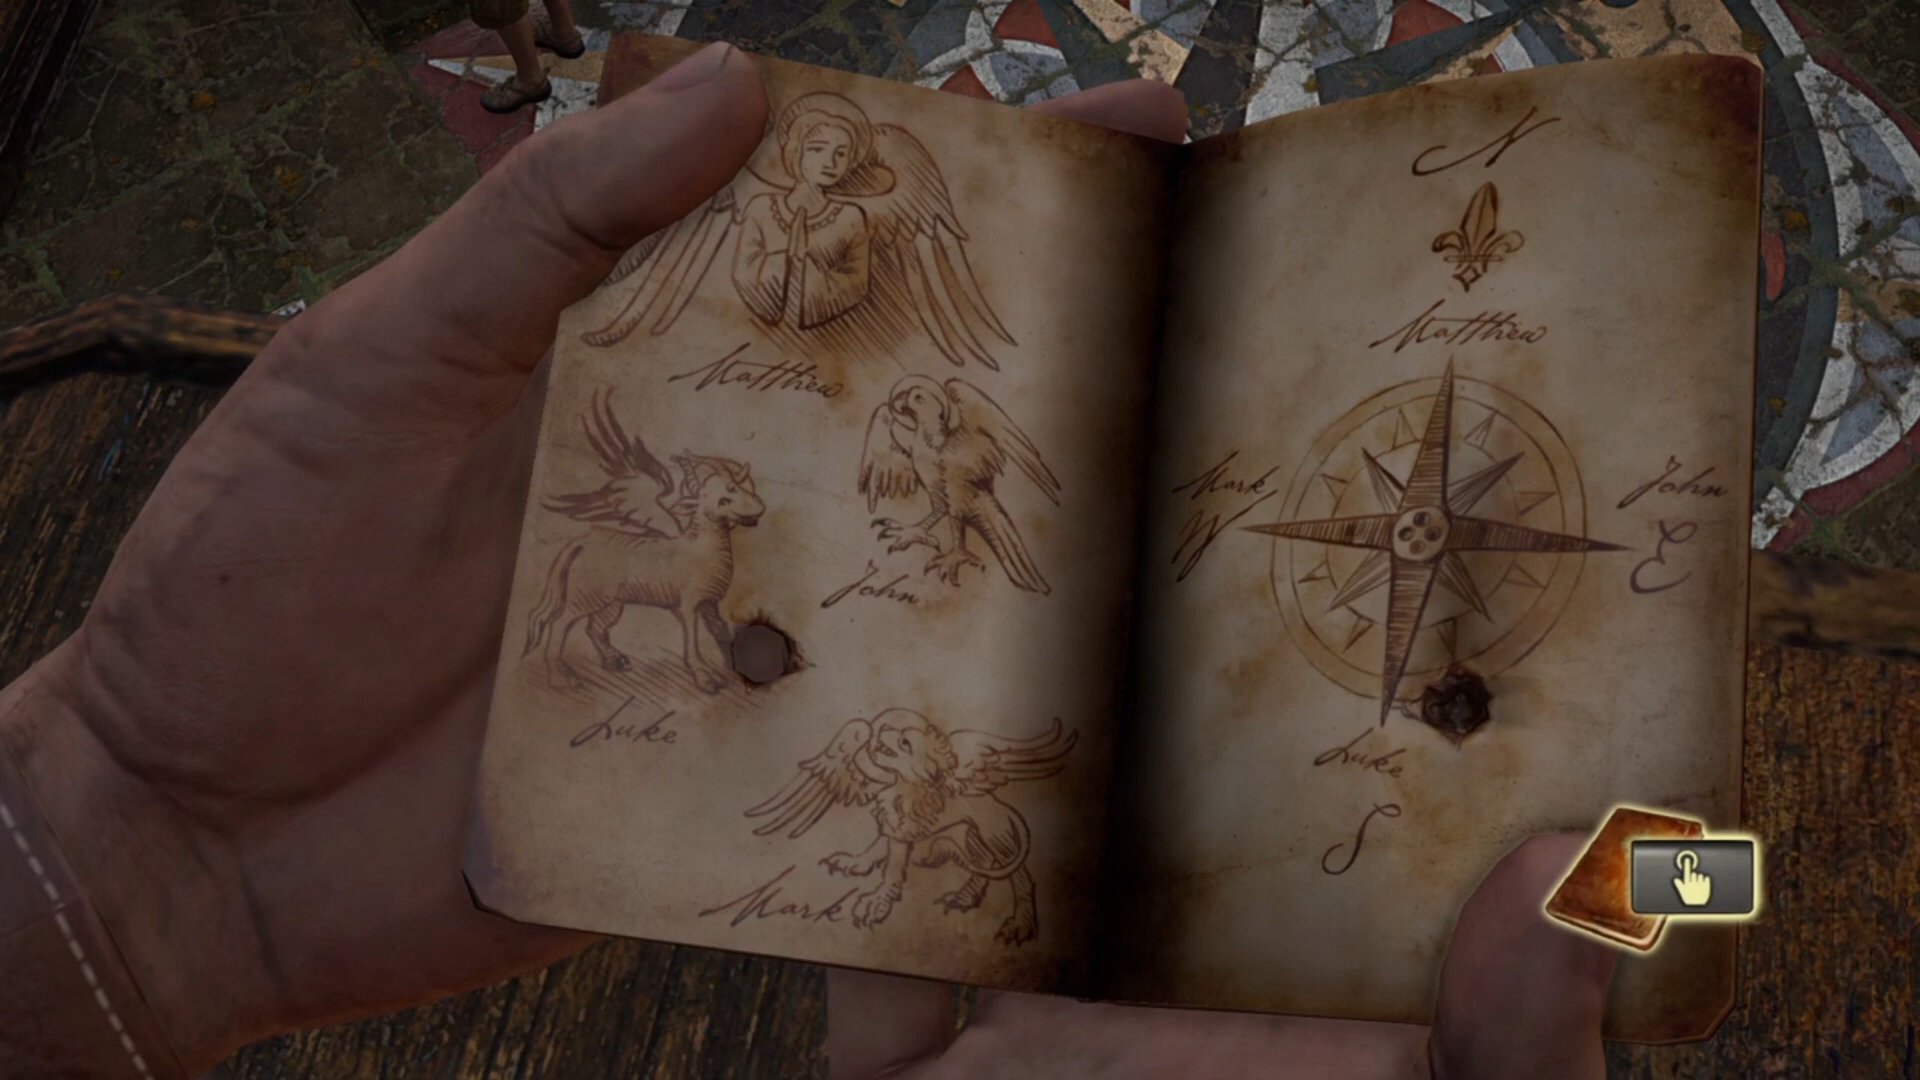 Matthew
John
Luke
Mark
N
Matthew
Mark
W
John
E
Luke
S